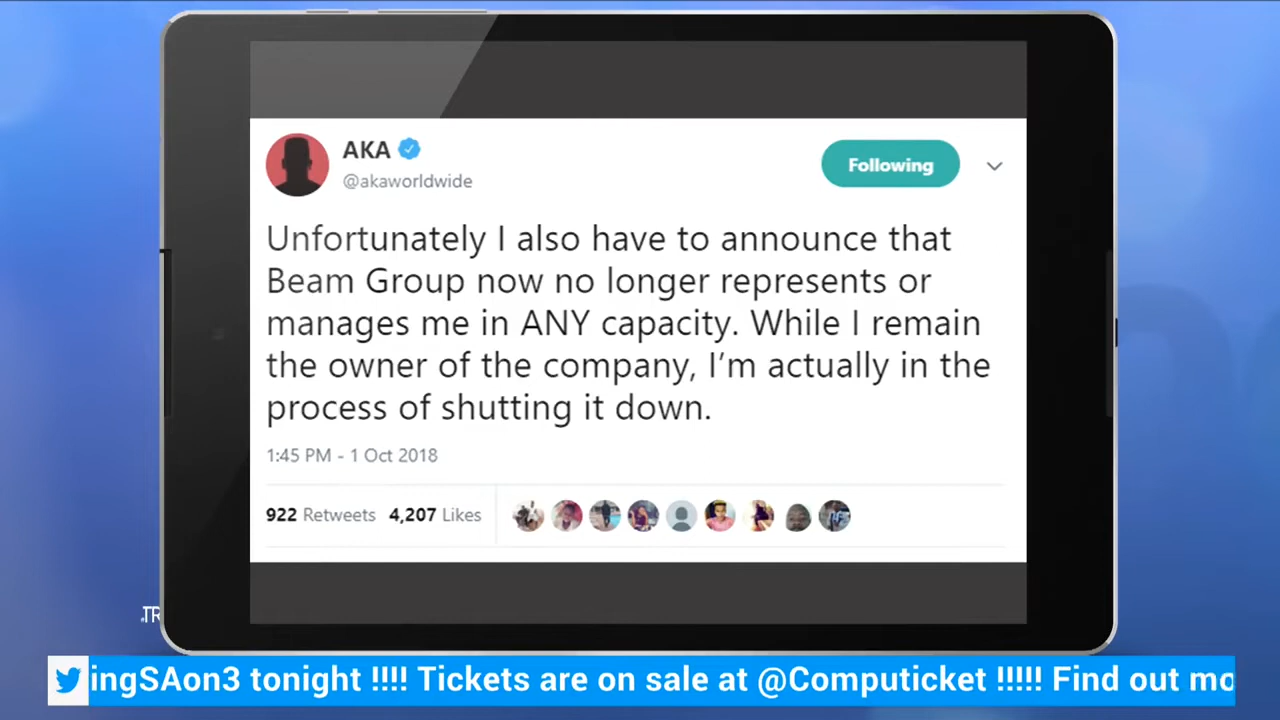 AKA
@akaworldwide
Following
Unfortunately I also have to announce that
Beam Group now no longer represents or
manages me in ANY capacity. While I remain
the owner of the company, I’m actually in the
process of shutting it down.
1:45 PM - 1 Oct 2018
922 Retweets 4,207 Likes
.TR
ingSAon3 tonight !!!! Tickets are on sale at @Computicket !!!!! Find out mo